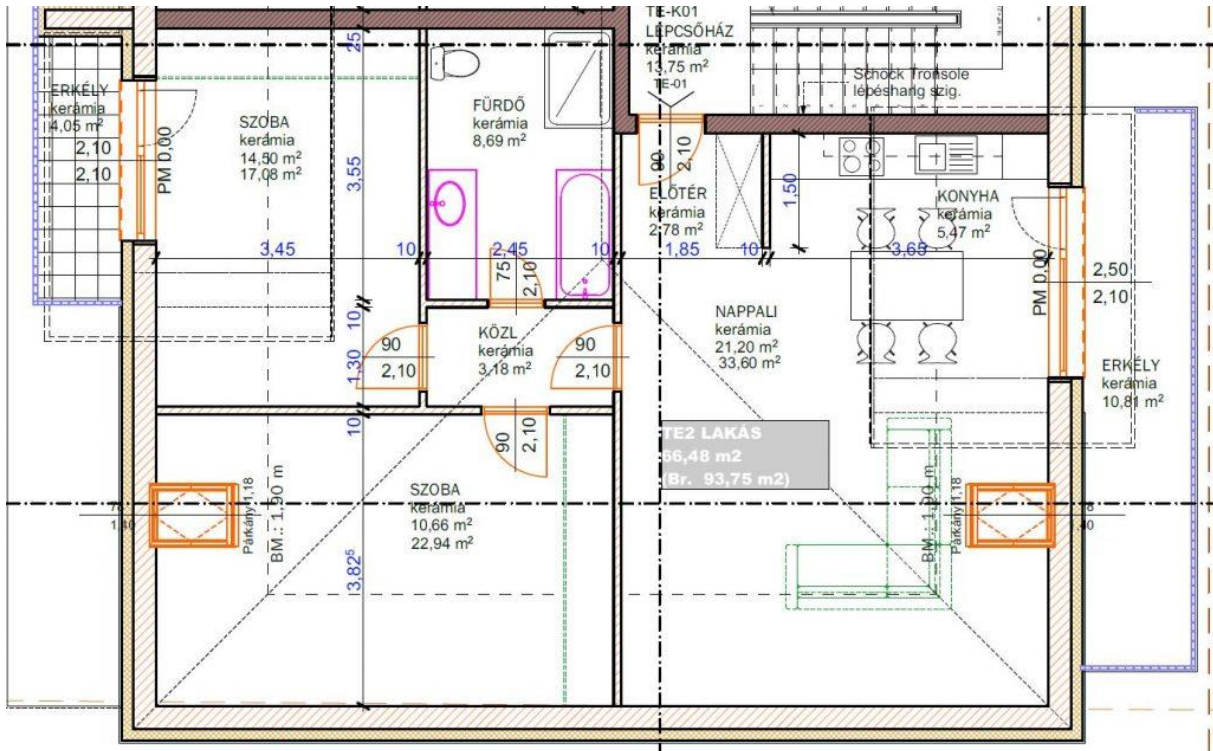 TE-K01
LÉPCSŐHÁZ
kerámia
13,75 m²
TE-01
Schöck Tronsole
lépéshang szig.
ERKÉLY
kerámia
4,05 m²
2,10
2,10
PM 0,00
SZOBA
kerámia
14,50 m²
17,08 m²
25
3,55
FÜRDŐ
kerámia
8,69 m²
90
2,10
ELŐTÉR
kerámia
2,78 m²
1,50
KONYHA
kerámia
5,47 m²
3,45
10
2,45
10
1,85
10
3,65
75
2,10
PM 0,00
2,50
2,10
10
1,30
10
90
2,10
KÖZL
kerámia
3,18 m²
90
2,10
NAPPALI
kerámia
21,20 m²
33,60 m²
ERKÉLY
kerámia
10,81 m²
90
2,10
TE2 LAKÁS
66,48 m2
(Br. 93,75 m2)
SZOBA
kerámia
10,66 m²
22,94 m²
Párkány:1,18
BM.: 1,90 m
3,82⁵
BM.: 1,90 m
Párkány:1,18